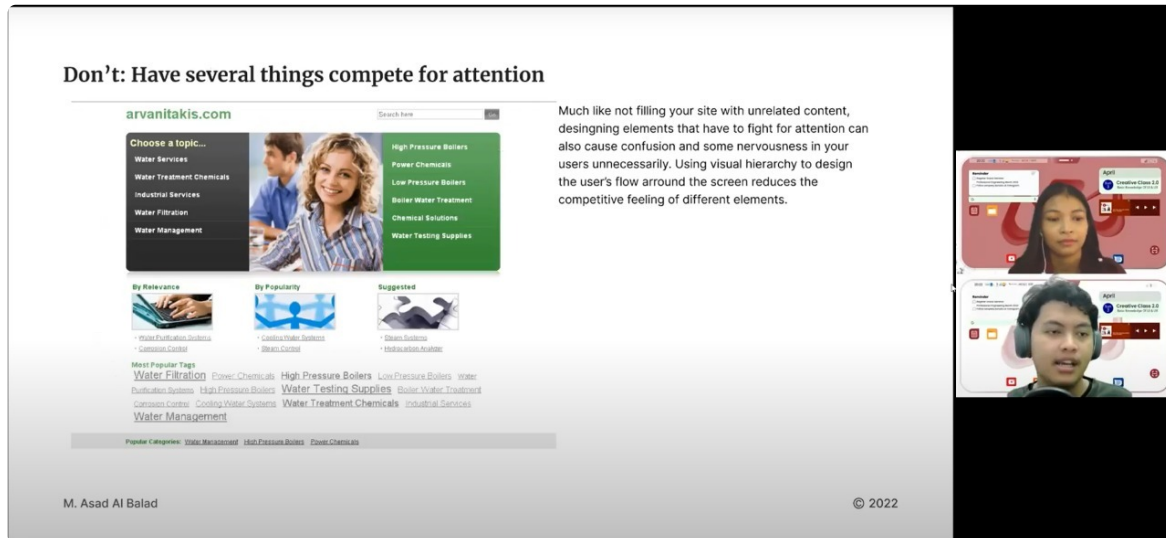 Don’t: Have several things compete for attention
arvanitakis.com
Search here
Choose a topic...
Water Services
Water Treatment Chemicals
Industrial Services
Water Filtration
Water Management
High Pressure Boilers
Power Chemicals
Low Pressure Boilers
Boiler Water Treatment
Chemical Solutions
Water Testing Supplies
By Relevance
Water Purification Systems
Corrosion Control
By Popularity
Cooling Water Systems
Steam Control
Suggested
Steam Systems
Hydrocarbon Analyzer
Most Popular Tags
Water Filtration Power Chemicals High Pressure Boilers Low Pressure Boilers Water
Purification Systems High Pressure Boilers Water Testing Supplies Boiler Water Treatment
Corrosion Control Cooling Water Systems Water Treatment Chemicals Industrial Services
Water Management
Popular Categories: Water Management High Pressure Boilers Power Chemicals
Much like not filling your site with unrelated content,
desingning elements that have to fight for attention can
also cause confusion and some nervousness in your
users unnecessarily. Using visual hierarchy to design
the user’s flow arround the screen reduces the
competitive feeling of different elements.
M. Asad Al Balad
© 2022
Reminder
April
Creative Class 2.0
Reminder
April
Creative Class 2.0